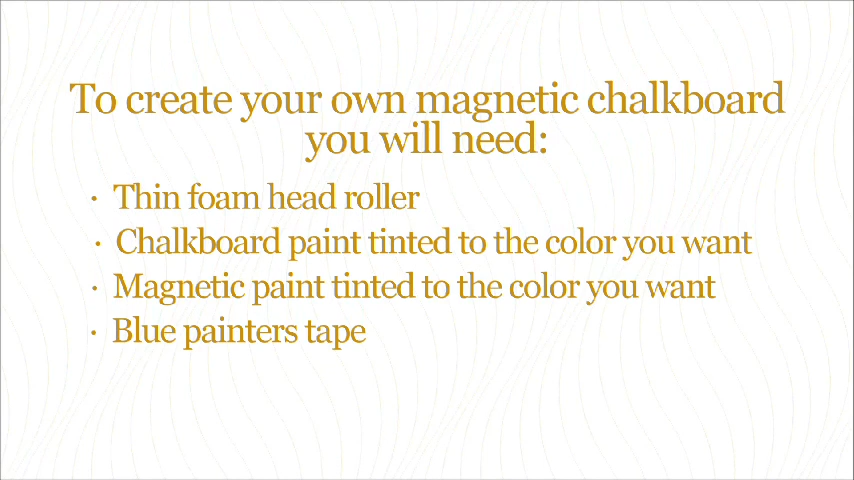 To create your own magnetic chalkboard
you will need:
· Thin foam head roller
· Chalkboard paint tinted to the color you want
· Magnetic paint tinted to the color you want
· Blue painters tape